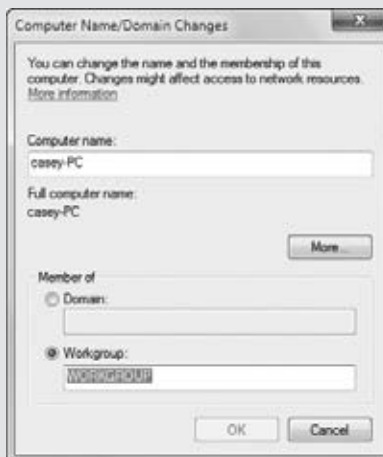 Computer Name/Domain Changes
You can change the name and the membership of this
computer. Changes might affect access to network resources.
More information
Computer name:
casey-PC
Full computer name:
casey-PC
More...
Member of
Domain:
Workgroup:
WORKGROUP
OK
Cancel